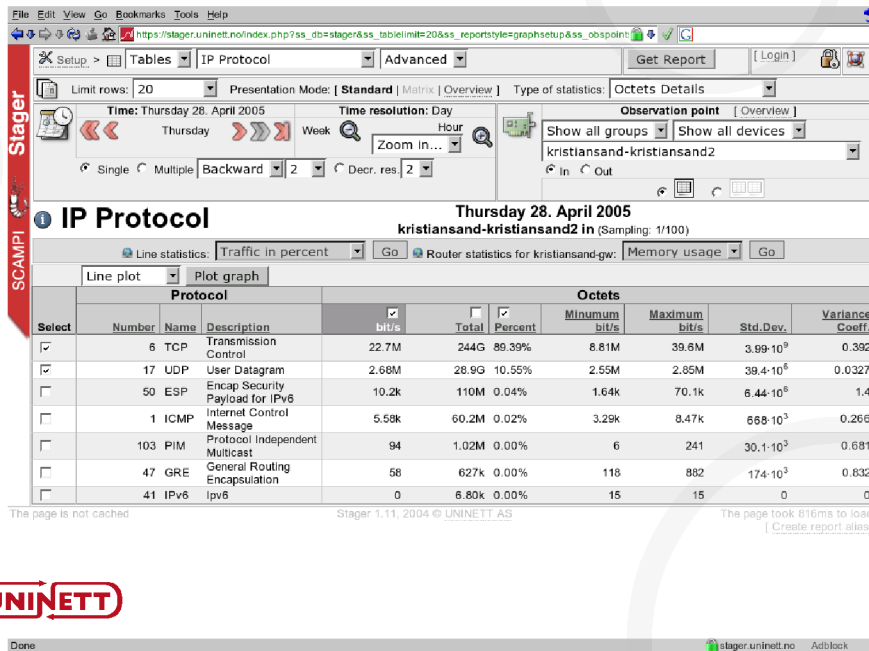 File Edit View Go Bookmarks Tools Help
https://stager.uninett.no/index.php?ss_db=stager&ss_tablelimit=20&ss_reportstyle=graphsetup&ss_obspoint: G
Setup > Tables IP Protocol Advanced Get Report [ Login ]
Limit rows: 20 Presentation Mode: [ Standard | Matrix | Overview ] Type of statistics: Octets Details
Time: Thursday 28. April 2005 Time resolution: Day Observation point [ Overview ]
Thursday Week Hour Show all groups Show all devices
Zoom in... kristiansand-kristiansand2
Single Multiple Backward 2 Decr. res. 2 In Out
SCAMPI Stager
IP Protocol
Thursday 28. April 2005
kristiansand-kristiansand2 in (Sampling: 1/100)
Line statistics: Traffic in percent Go Router statistics for kristiansand-gw: Memory usage Go
Line plot Plot graph
Protocol Octets
Select Number Name Description bit/s Total Percent Minumum bit/s Maximum bit/s Std.Dev. Variance Coeff.
6 TCP Transmission Control 22.7M 244G 89.39% 8.81M 39.6M 3.99·10⁹ 0.392
17 UDP User Datagram 2.68M 28.9G 10.55% 2.55M 2.85M 39.4·10⁶ 0.0327
50 ESP Encap Security Payload for IPv6 10.2k 110M 0.04% 1.64k 70.1k 6.44·10⁶ 1.4
1 ICMP Internet Control Message 5.58k 60.2M 0.02% 3.29k 8.47k 668·10³ 0.266
103 PIM Protocol Independent Multicast 94 1.02M 0.00% 6 241 30.1·10³ 0.681
47 GRE General Routing Encapsulation 58 627k 0.00% 118 882 174·10³ 0.832
41 IPv6 Ipv6 0 6.80k 0.00% 15 15 0 0
The page is not cached Stager 1.11, 2004 © UNINETT AS The page took 816ms to load
[ Create report alias
UNINETT
Done stager.uninett.no Adblock